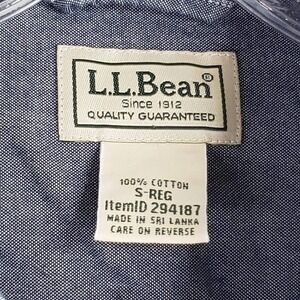 L.L.Bean®
Since 1912
QUALITY GUARANTEED
100% COTTON
S-REG
ItemID 294187
MADE IN SRI LANKA
CARE ON REVERSE